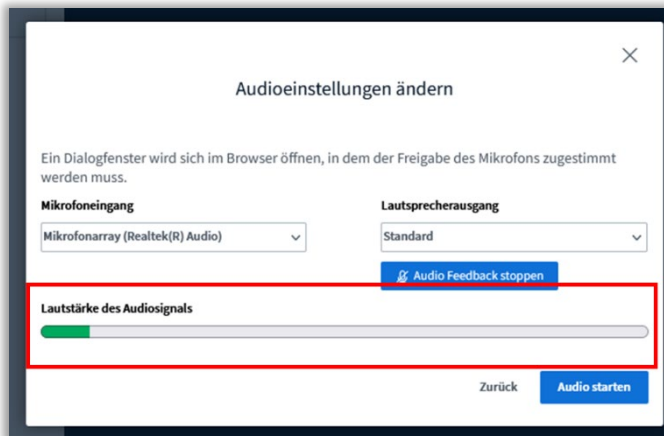 Audioeinstellungen ändern
Ein Dialogfenster wird sich im Browser öffnen, in dem der Freigabe des Mikrofons zugestimmt
werden muss.
Mikrofoneingang
Lautsprecherausgang
Mikrofonarray (Realtek(R) Audio)
Standard
Audio Feedback stoppen
Lautstärke des Audiosignals
Zurück
Audio starten